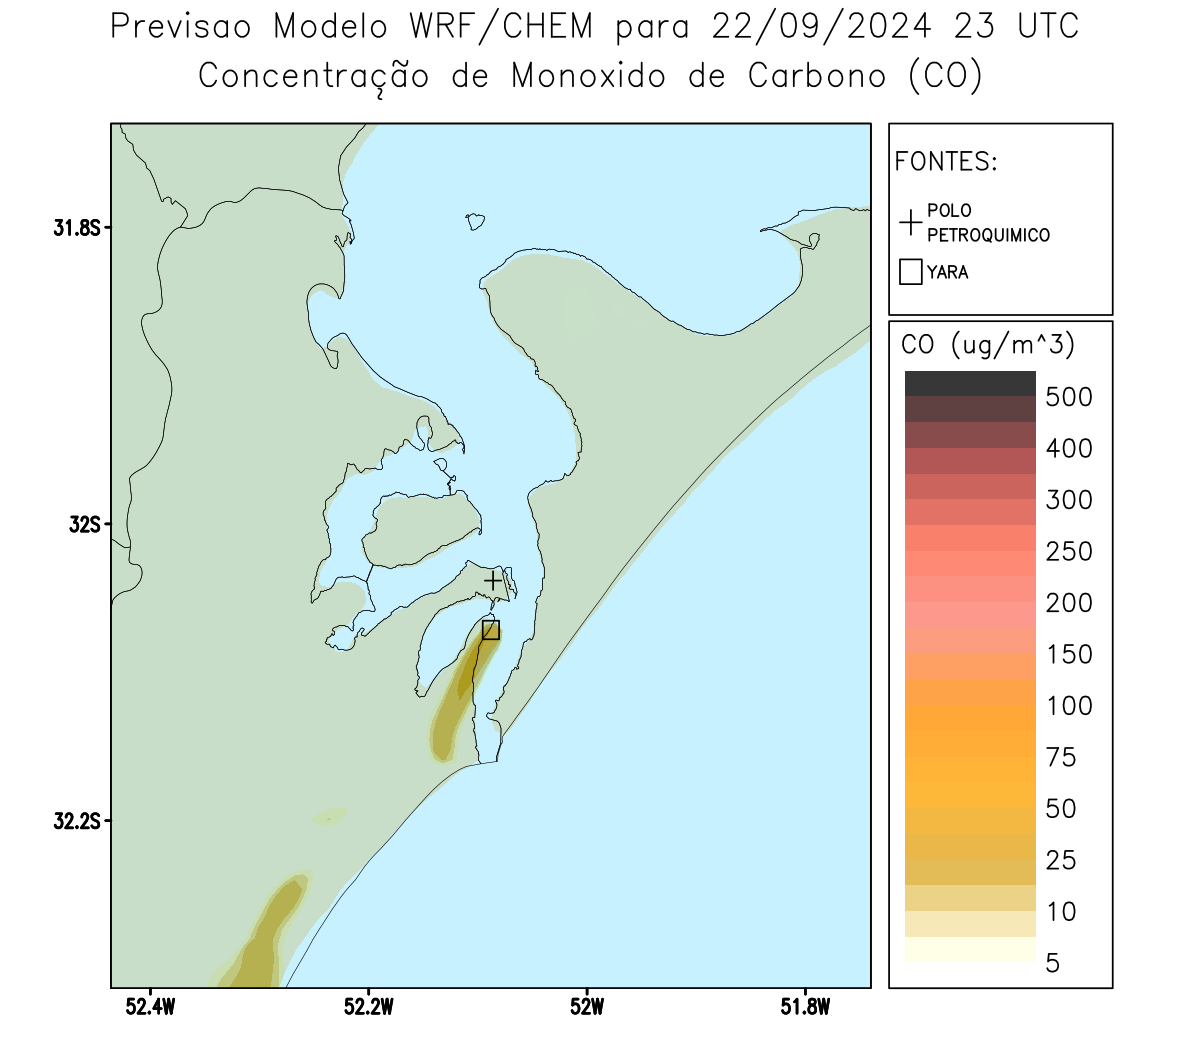 Previsao Modelo WRF/CHEM para 22/09/2024 23 UTC
Concentração de Monoxido de Carbono (CO)
FONTES:
POLO
PETROQUIMICO
YARA
CO (ug/m^3)
500
400
300
250
200
150
100
75
50
25
10
5
31.8S
32S
32.2S
52.4W
52.2W
52W
51.8W